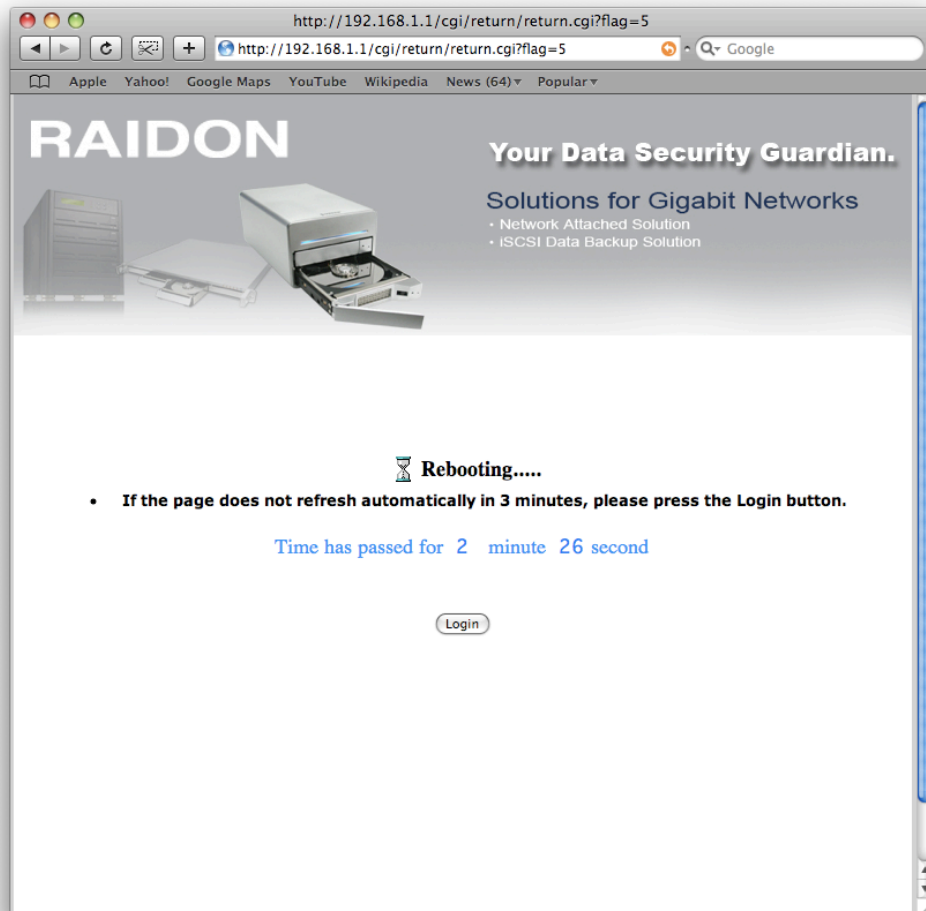 http://192.168.1.1/cgi/return/return.cgi?flag=5
http://192.168.1.1/cgi/return/return.cgi?flag=5
Google
Apple Yahoo! Google Maps YouTube Wikipedia News (64) Popular
RAIDON
Your Data Security Guardian.
Solutions for Gigabit Networks
• Network Attached Solution
• iSCSI Data Backup Solution
Rebooting.....
• If the page does not refresh automatically in 3 minutes, please press the Login button.
Time has passed for 2 minute 26 second
Login